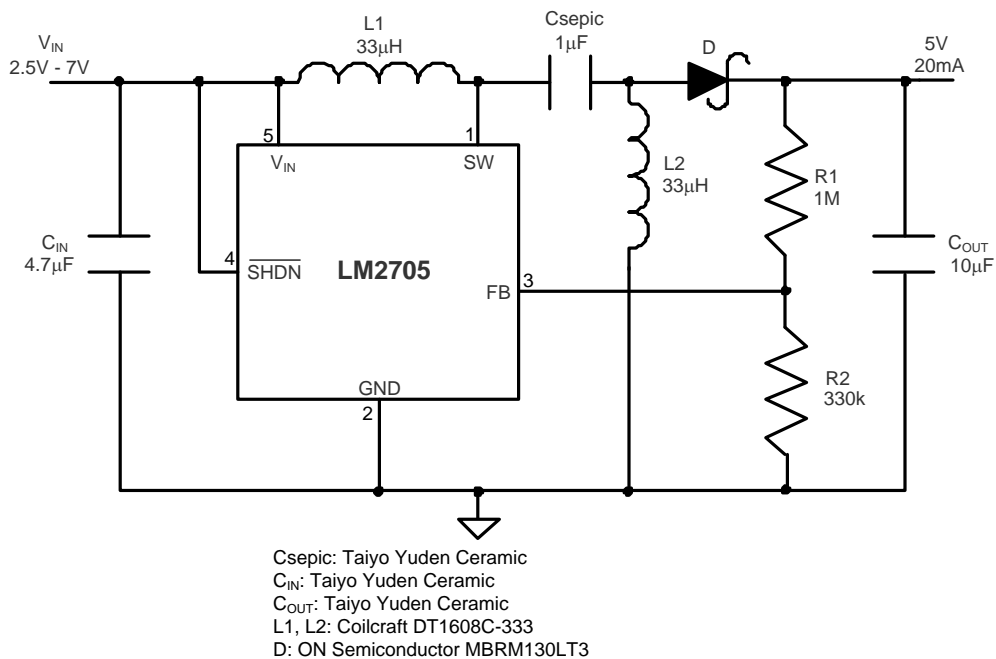 V_IN
2.5V - 7V
L1
33µH
Csepic
1µF
D
5V
20mA
5
V_IN
1
SW
L2
33µH
R1
1M
C_IN
4.7µF
4
SHDN
LM2705
FB
3
C_OUT
10µF
GND
2
R2
330k
Csepic: Taiyo Yuden Ceramic
C_IN: Taiyo Yuden Ceramic
C_OUT: Taiyo Yuden Ceramic
L1, L2: Coilcraft DT1608C-333
D: ON Semiconductor MBRM130LT3